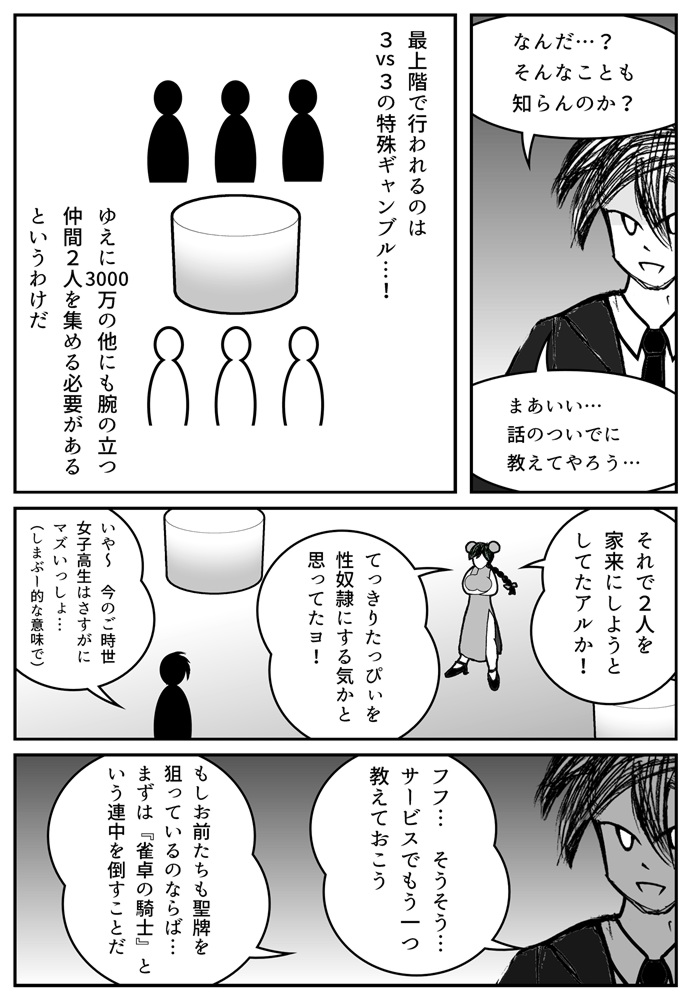 なんだ…？
そんなことも
知らんのか？
まあいい…
話のついでに
教えてやろう…
最上階で行われるのは
３vs３の特殊ギャンブル…！
ゆえに3000万の他にも腕の立つ
仲間２人を集める必要がある
というわけだ
それで２人を
家来にしようと
してたアルか！
てっきりたっぴぃを
性奴隷にする気かと
思ってたヨ！
いや～　今のご時世
女子高生はさすがに
マズいっしょ…
（しまぶー的な意味で）
フフ…　そうそう…
サービスでもう一つ
教えておこう
もしお前たちも聖牌を
狙っているのならば…
まずは『雀卓の騎士』と
いう連中を倒すことだ